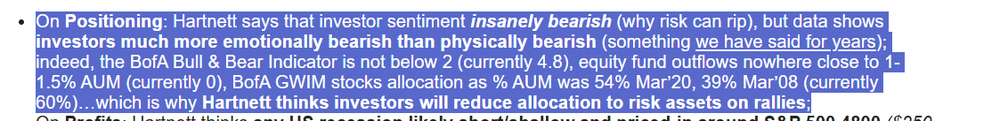 • On Positioning: Hartnett says that investor sentiment insanely bearish (why risk can rip), but data shows
investors much more emotionally bearish than physically bearish (something we have said for years);
indeed, the BofA Bull & Bear Indicator is not below 2 (currently 4.8), equity fund outflows nowhere close to 1-
1.5% AUM (currently 0), BofA GWIM stocks allocation as % AUM was 54% Mar’20, 39% Mar’08 (currently
60%)…which is why Hartnett thinks investors will reduce allocation to risk assets on rallies;
On Profits: Hartnett thinks any US recession likely short/shallow and priced in around S&P 500 4800 ($250